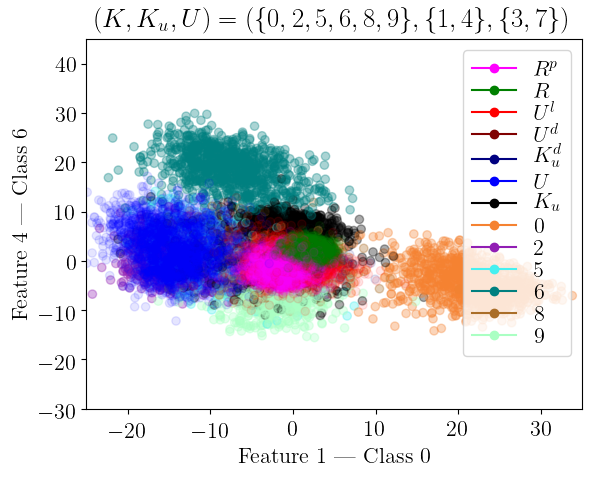 (K, K_u, U) = ({0, 2, 5, 6, 8, 9}, {1, 4}, {3, 7})
40
30
20
10
0
−10
−20
−30
Feature 4 — Class 6
−20
−10
0
10
20
30
Feature 1 — Class 0
R^p
R
U^l
U^d
K_u^d
U
K_u
0
2
5
6
8
9